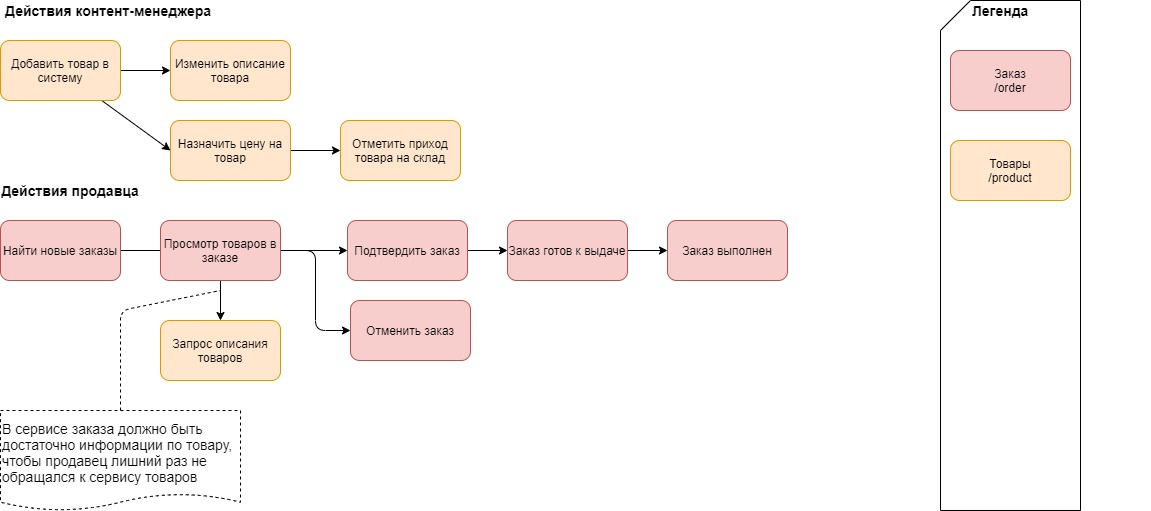 Действия контент-менеджера
Добавить товар в
систему
Изменить описание
товара
Назначить цену на
товар
Отметить приход
товара на склад
Действия продавца
Найти новые заказы
Просмотр товаров в
заказе
Подтвердить заказ
Заказ готов к выдаче
Заказ выполнен
Отменить заказ
Запрос описания
товаров
В сервисе заказа должно быть
достаточно информации по товару,
чтобы продавец лишний раз не
обращался к сервису товаров
Легенда
Заказ
/order
Товары
/product